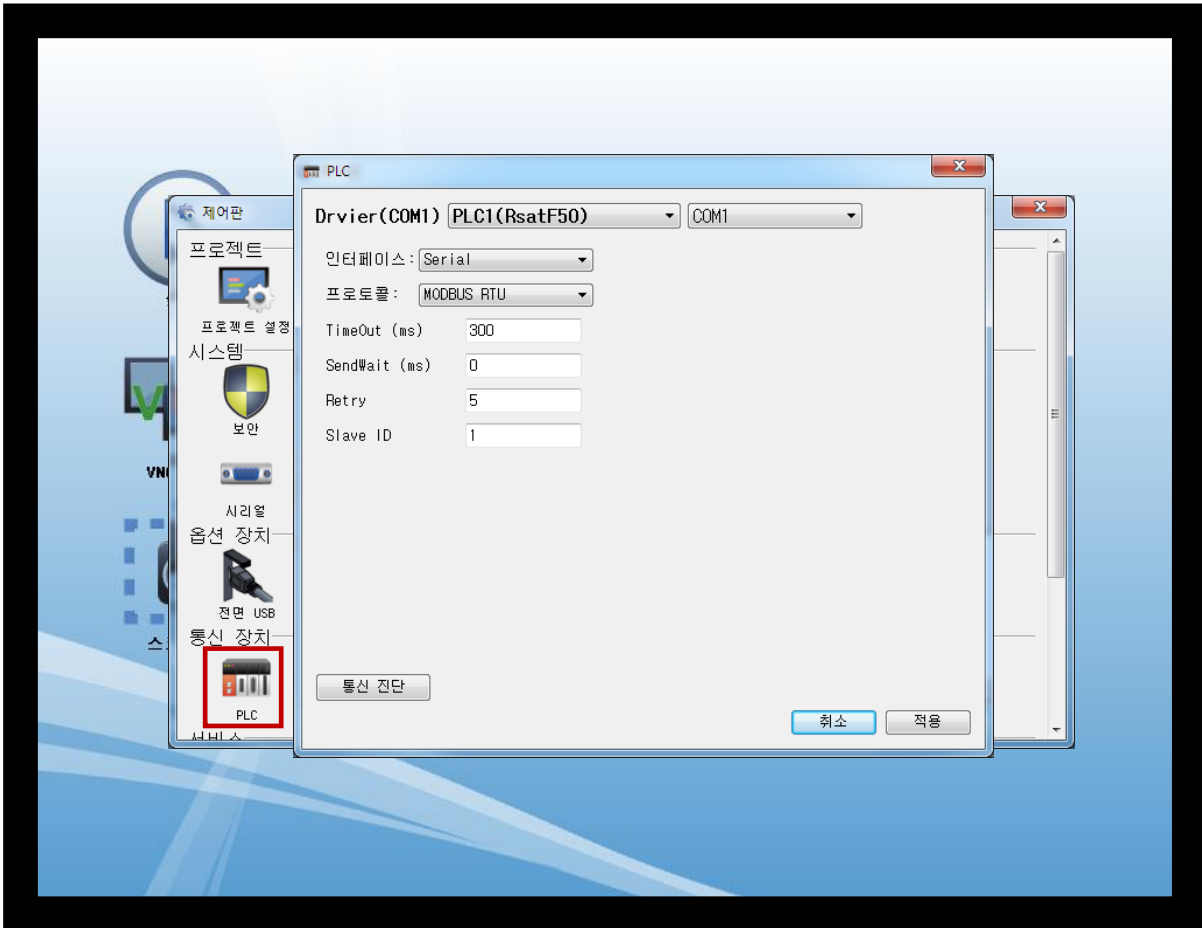 PLC
Drvier(COM1) PLC1(RsatF50) COM1
인터페이스: Serial
프로토콜: MODBUS RTU
TimeOut (ms) 300
SendWait (ms) 0
Retry 5
Slave ID 1
통신 진단
취소 적용
제어판
프로젝트
프로젝트 설정
시스템
보안
시리얼
옵션 장치
전면 USB
통신 장치
PLC
서비스